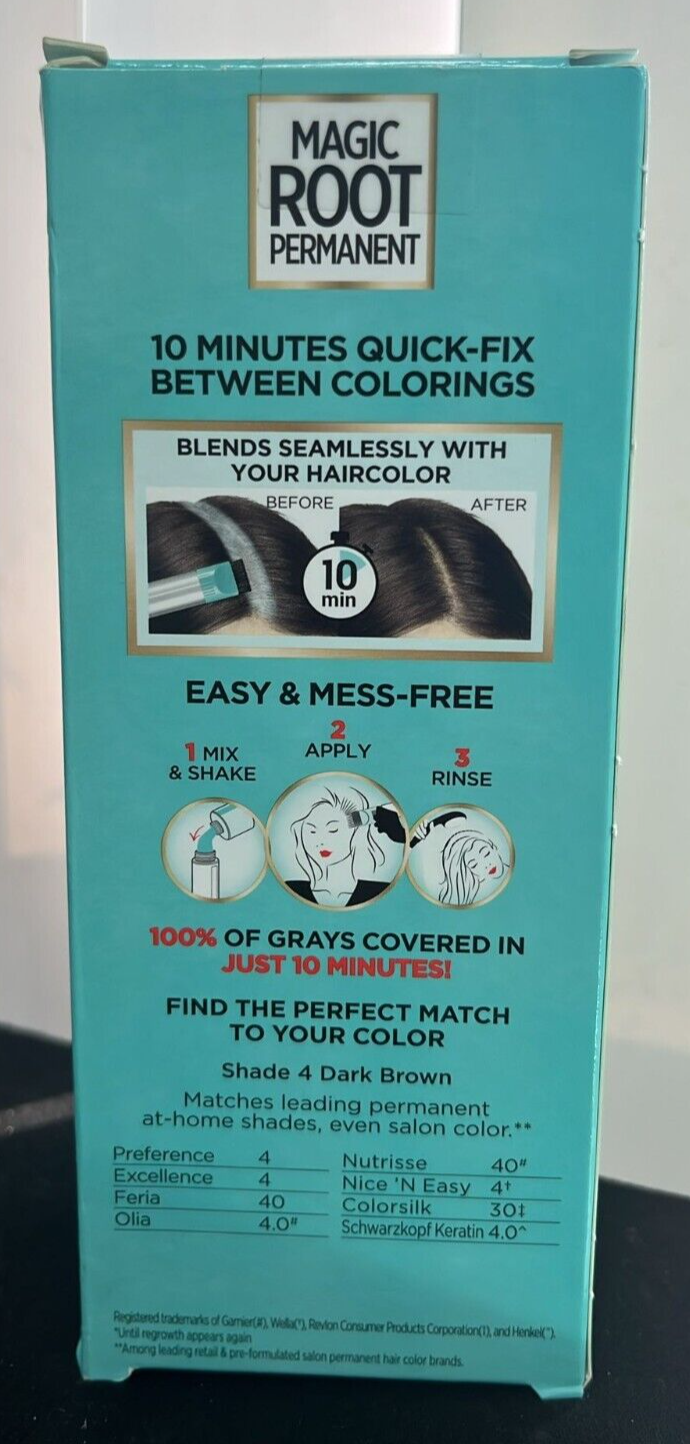 MAGIC
ROOT
PERMANENT
10 MINUTES QUICK-FIX
BETWEEN COLORINGS
BLENDS SEAMLESSLY WITH
YOUR HAIRCOLOR
BEFORE
AFTER
10
min
EASY & MESS-FREE
1 MIX
& SHAKE
2
APPLY
3
RINSE
100% OF GRAYS COVERED IN
JUST 10 MINUTES!
FIND THE PERFECT MATCH
TO YOUR COLOR
Shade 4 Dark Brown
Matches leading permanent
at-home shades, even salon color.**
Preference 4
Excellence 4
Feria 40
Olia 4.0#
Nutrisse 40#
Nice 'N Easy 4†
Colorsilk 30‡
Schwarzkopf Keratin 4.0^
Registered trademarks of Garnier(#), Wella(†), Revlon Consumer Products Corporation(‡), and Henkel(^).
*Until regrowth appears again
**Among leading retail & pre-formulated salon permanent hair color brands.